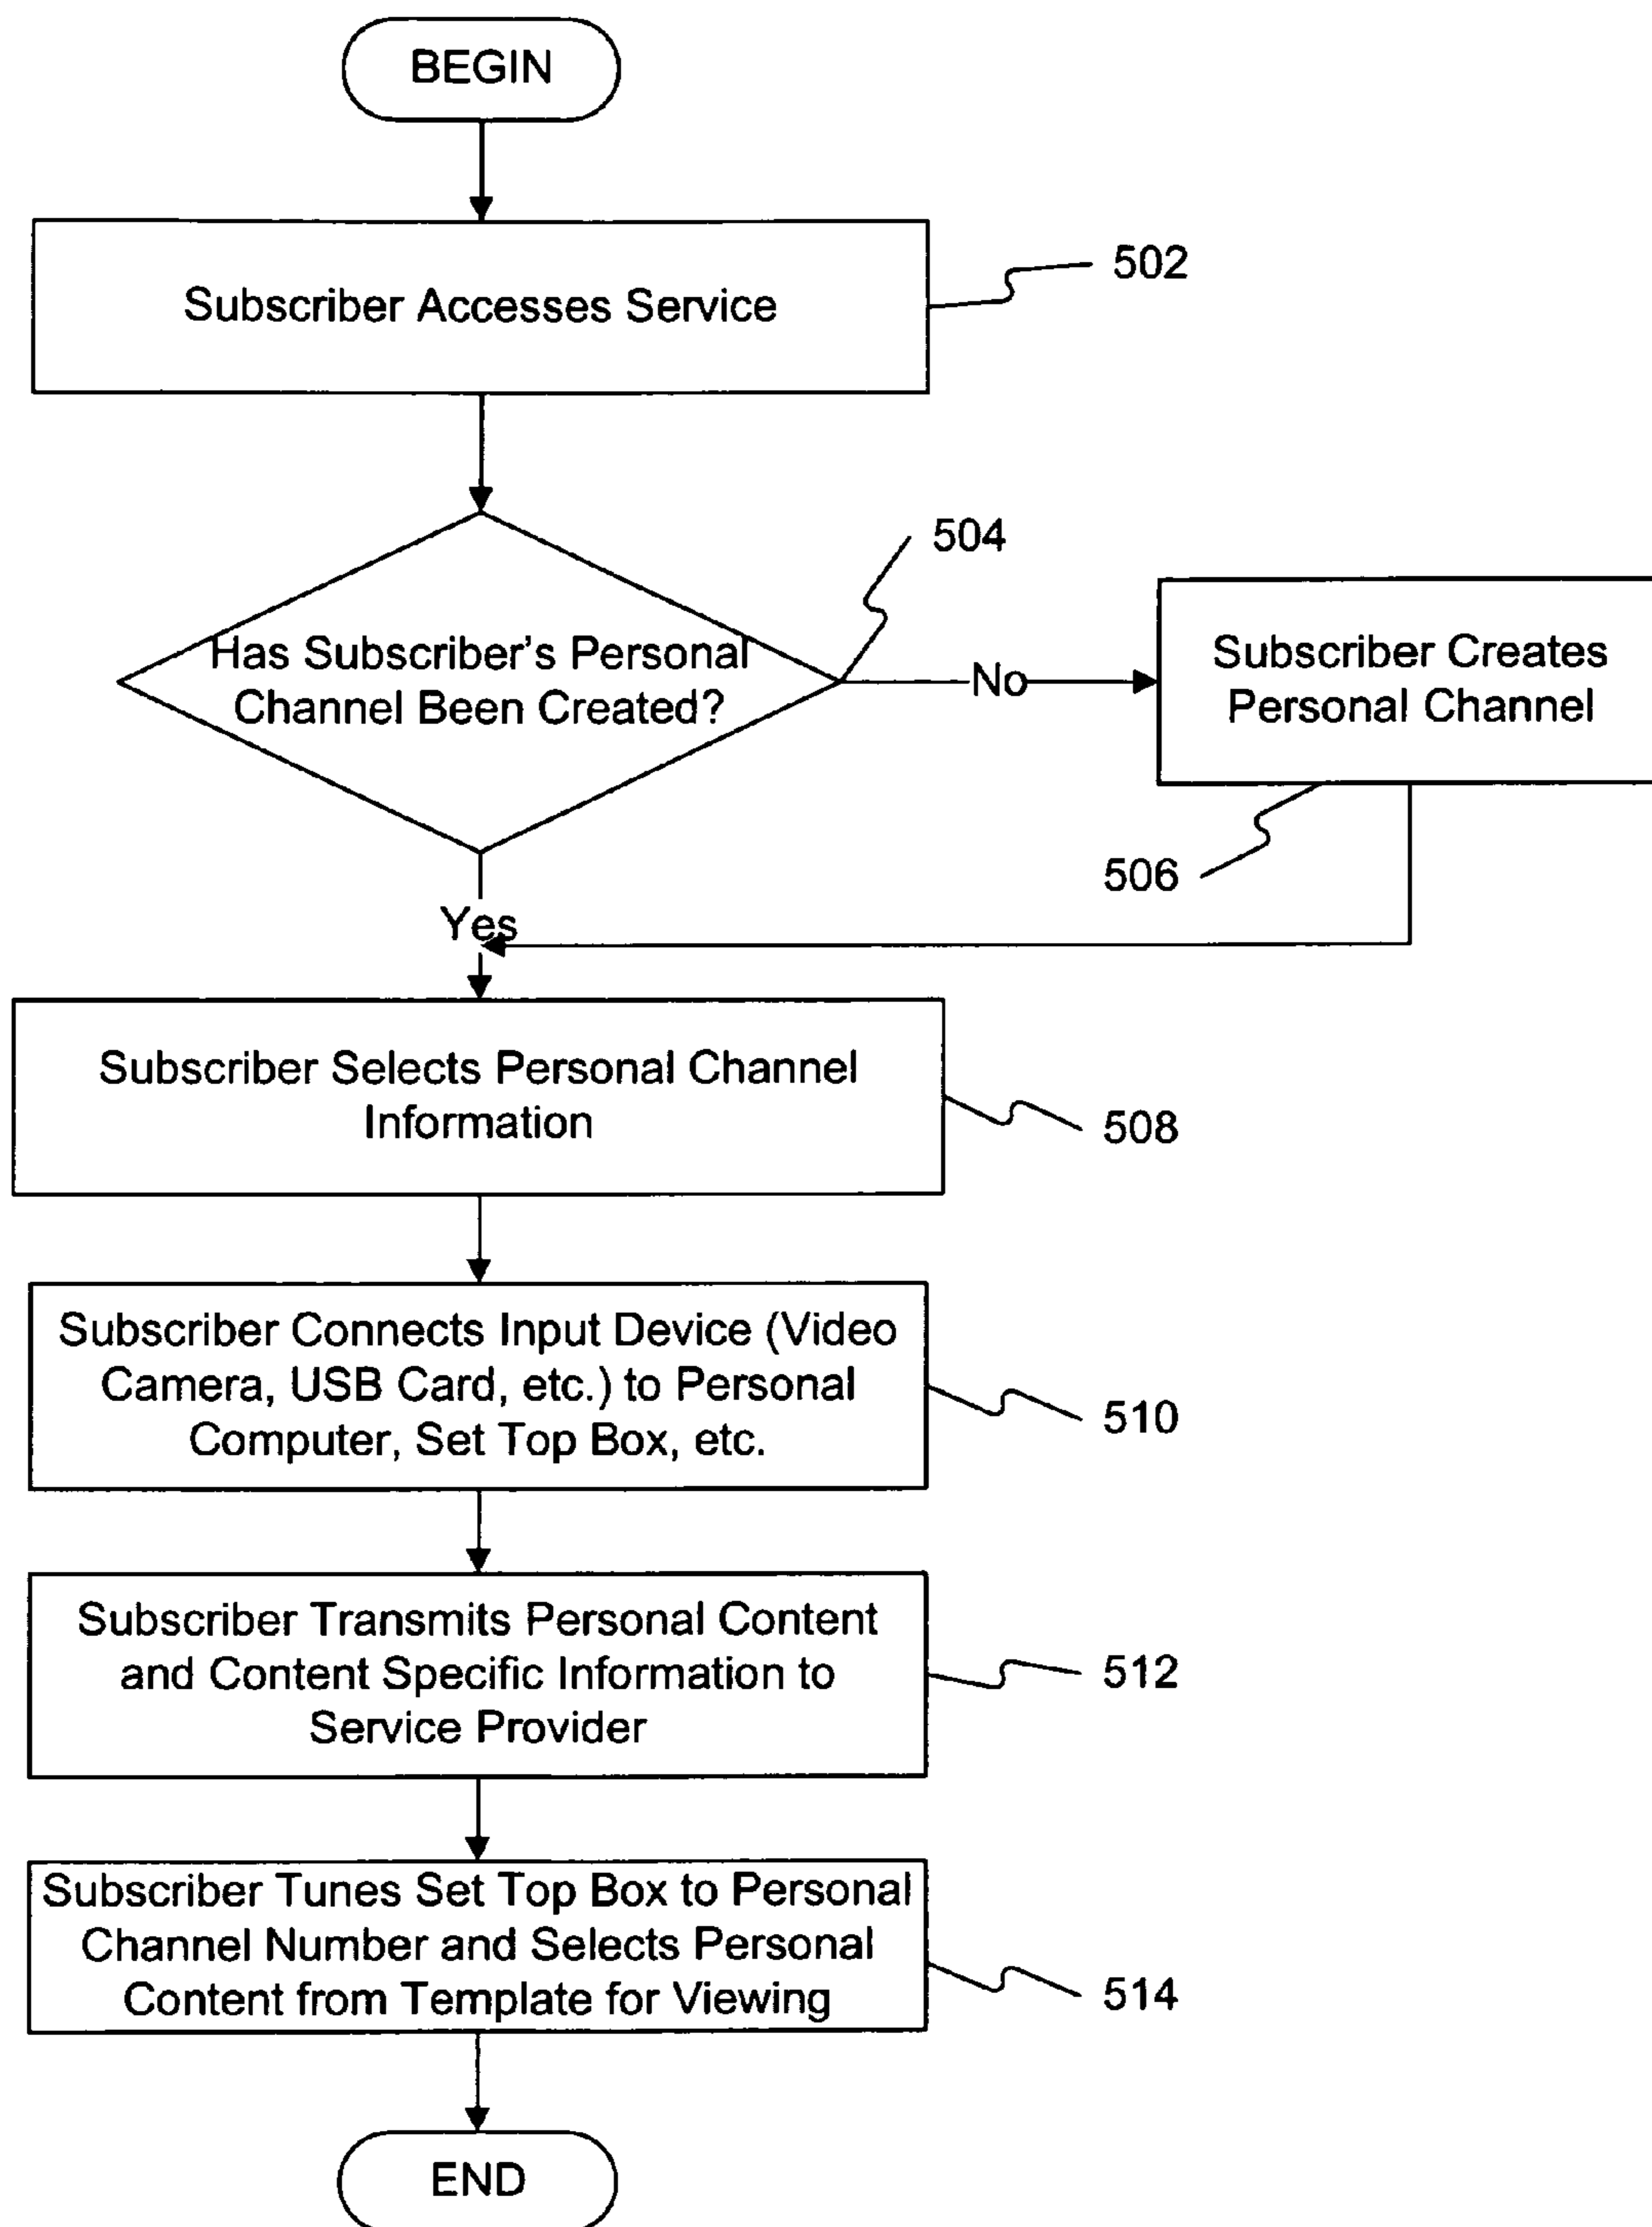 BEGIN
Subscriber Accesses Service
502
504
Has Subscriber's Personal
Channel Been Created?
No
Subscriber Creates
Personal Channel
506
Yes
Subscriber Selects Personal Channel
Information
508
Subscriber Connects Input Device (Video
Camera, USB Card, etc.) to Personal
Computer, Set Top Box, etc.
510
Subscriber Transmits Personal Content
and Content Specific Information to
Service Provider
512
Subscriber Tunes Set Top Box to Personal
Channel Number and Selects Personal
Content from Template for Viewing
514
END